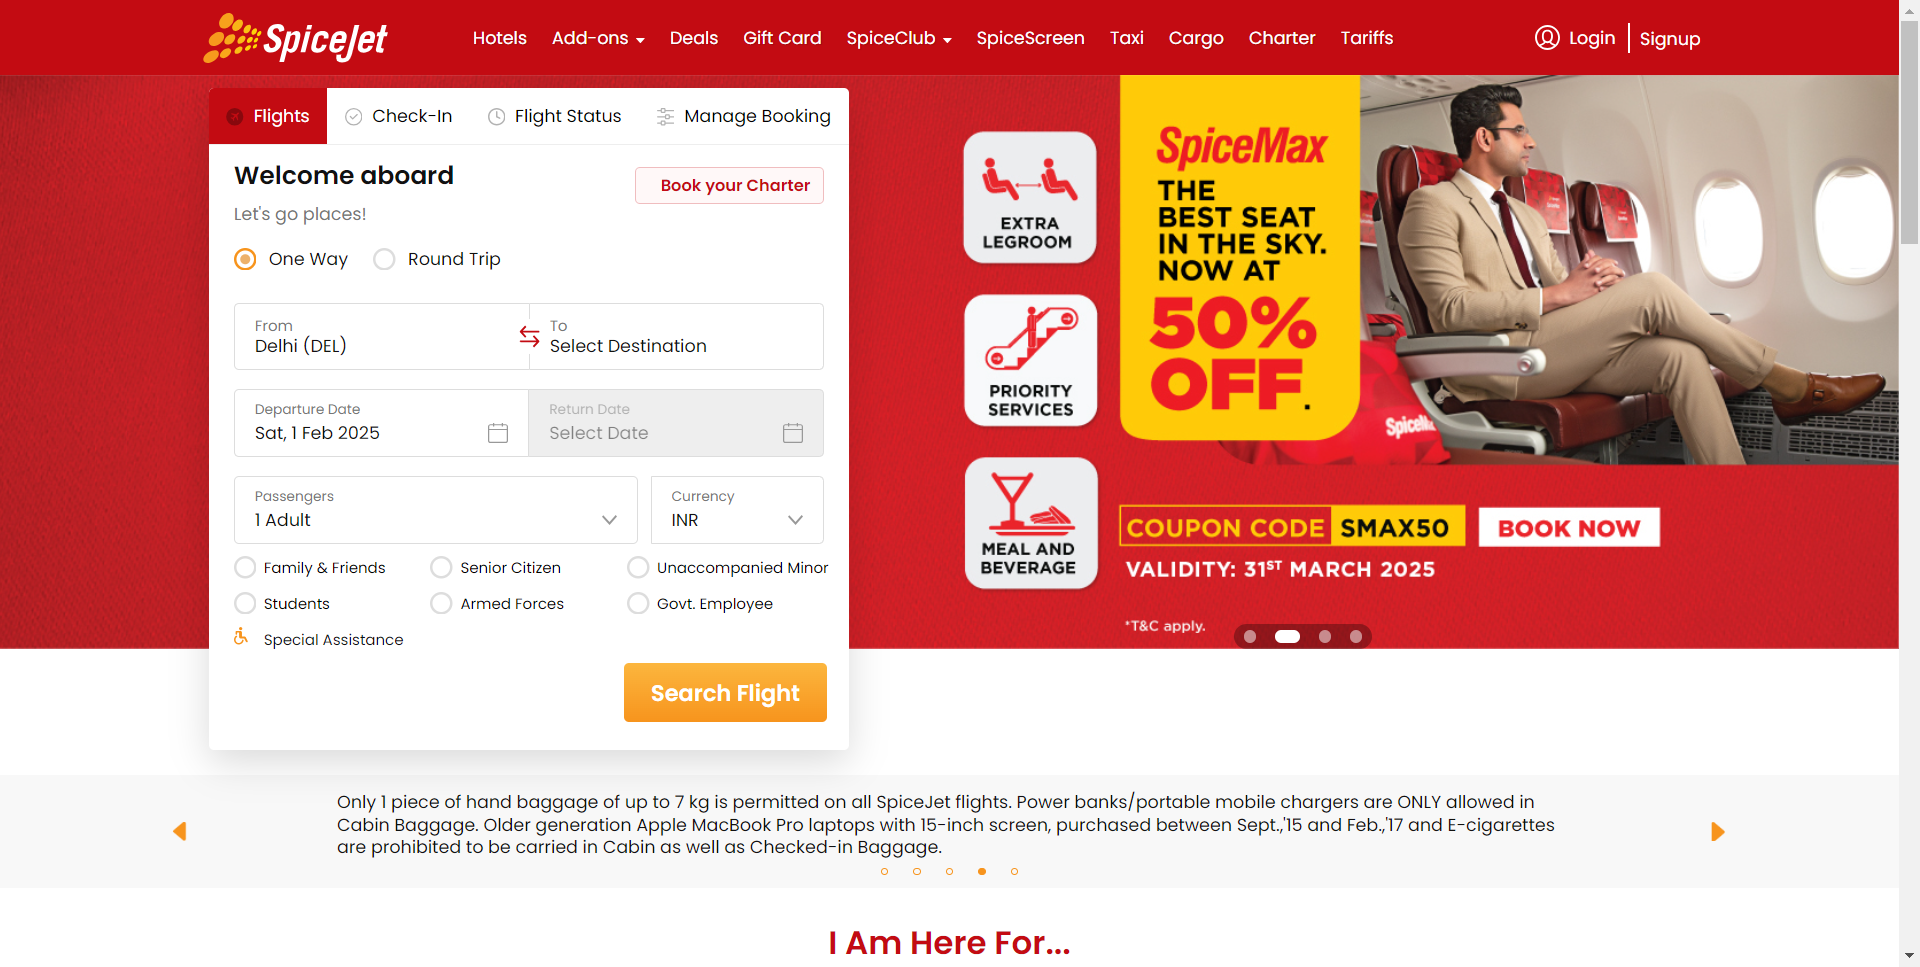 SpiceJet
Hotels Add-ons Deals Gift Card SpiceClub SpiceScreen Taxi Cargo Charter Tariffs
Login Signup
Flights Check-In Flight Status Manage Booking
Welcome aboard
Book your Charter
Let's go places!
One Way Round Trip
From
Delhi (DEL)
To
Select Destination
Departure Date
Sat, 1 Feb 2025
Return Date
Select Date
Passengers
1 Adult
Currency
INR
Family & Friends Senior Citizen Unaccompanied Minor
Students Armed Forces Govt. Employee
Special Assistance
Search Flight
EXTRA
LEGROOM
PRIORITY
SERVICES
MEAL AND
BEVERAGE
SpiceMax
THE
BEST SEAT
IN THE SKY.
NOW AT
50%
OFF.
COUPON CODE SMAX50 BOOK NOW
VALIDITY: 31ST MARCH 2025
*T&C apply.
Only 1 piece of hand baggage of up to 7 kg is permitted on all SpiceJet flights. Power banks/portable mobile chargers are ONLY allowed in
Cabin Baggage. Older generation Apple MacBook Pro laptops with 15-inch screen, purchased between Sept.,'15 and Feb.,'17 and E-cigarettes
are prohibited to be carried in Cabin as well as Checked-in Baggage.
I Am Here For...